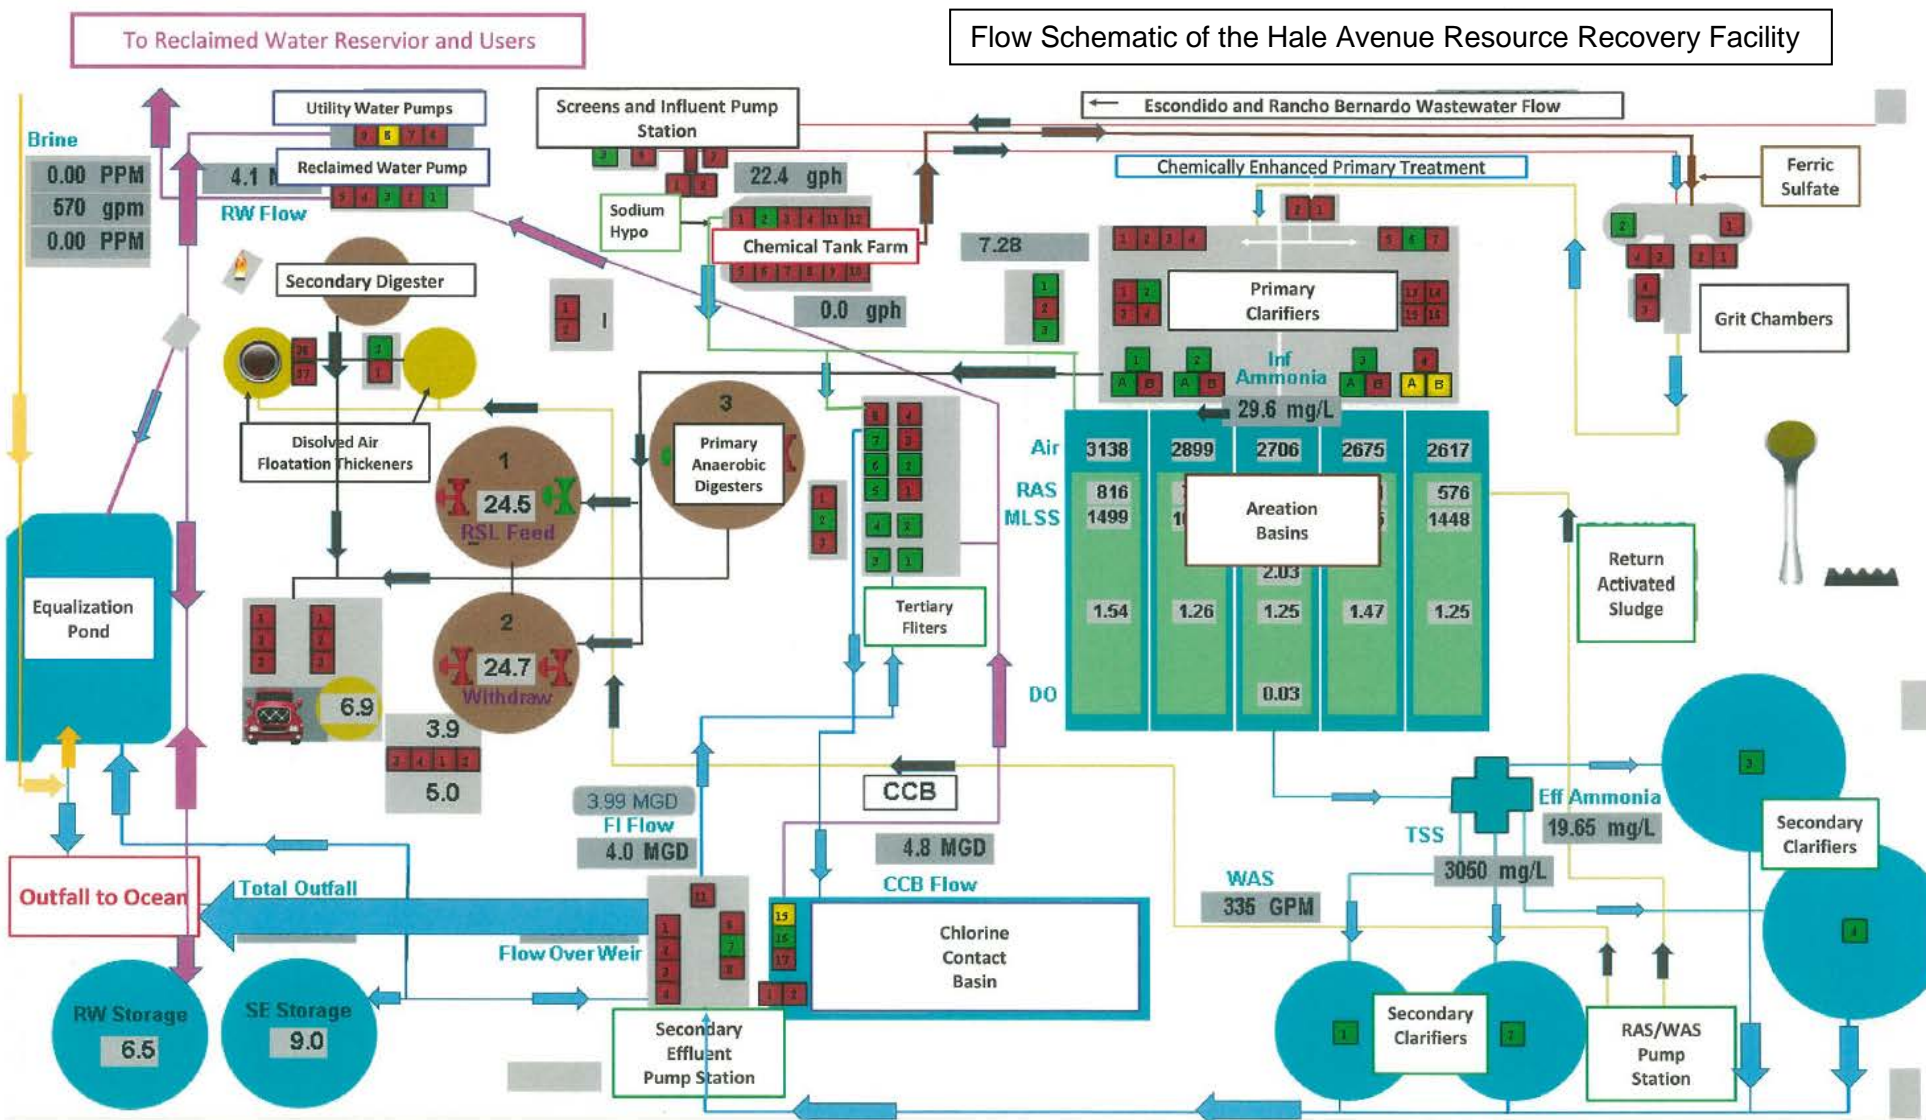 To Reclaimed Water Reservior and Users
Flow Schematic of the Hale Avenue Resource Recovery Facility
Utility Water Pumps
Screens and Influent Pump
Station
Escondido and Rancho Bernardo Wastewater Flow
Brine
0.00 PPM
570 gpm
0.00 PPM
4.1
Reclaimed Water Pump
RW Flow
22.4 gph
Chemically Enhanced Primary Treatment
Ferric
Sulfate
Sodium
Hypo
Chemical Tank Farm
0.0 gph
7.28
Secondary Digester
Primary
Clarifiers
Grit Chambers
Inf
Ammonia
29.6 mg/L
Disolved Air
Floatation Thickeners
1
24.5
RSL Feed
3
Primary
Anaerobic
Digesters
2
24.7
Withdraw
Air
3138
2899
2706
2675
2617
RAS
816
576
MLSS
1499
1448
Areation
Basins
2.03
1.54
1.26
1.25
1.47
1.25
DO
0.03
Return
Activated
Sludge
Equalization
Pond
Tertiary
Fliters
6.9
3.9
3 4 1 2
5.0
CCB
3.99 MGD
FI Flow
4.0 MGD
4.8 MGD
CCB Flow
Eff Ammonia
19.65 mg/L
TSS
3050 mg/L
WAS
335 GPM
Secondary
Clarifiers
Outfall to Ocean
Total Outfall
Flow Over Weir
Chlorine
Contact
Basin
RW Storage
6.5
SE Storage
9.0
Secondary
Effluent
Pump Station
Secondary
Clarifiers
RAS/WAS
Pump
Station